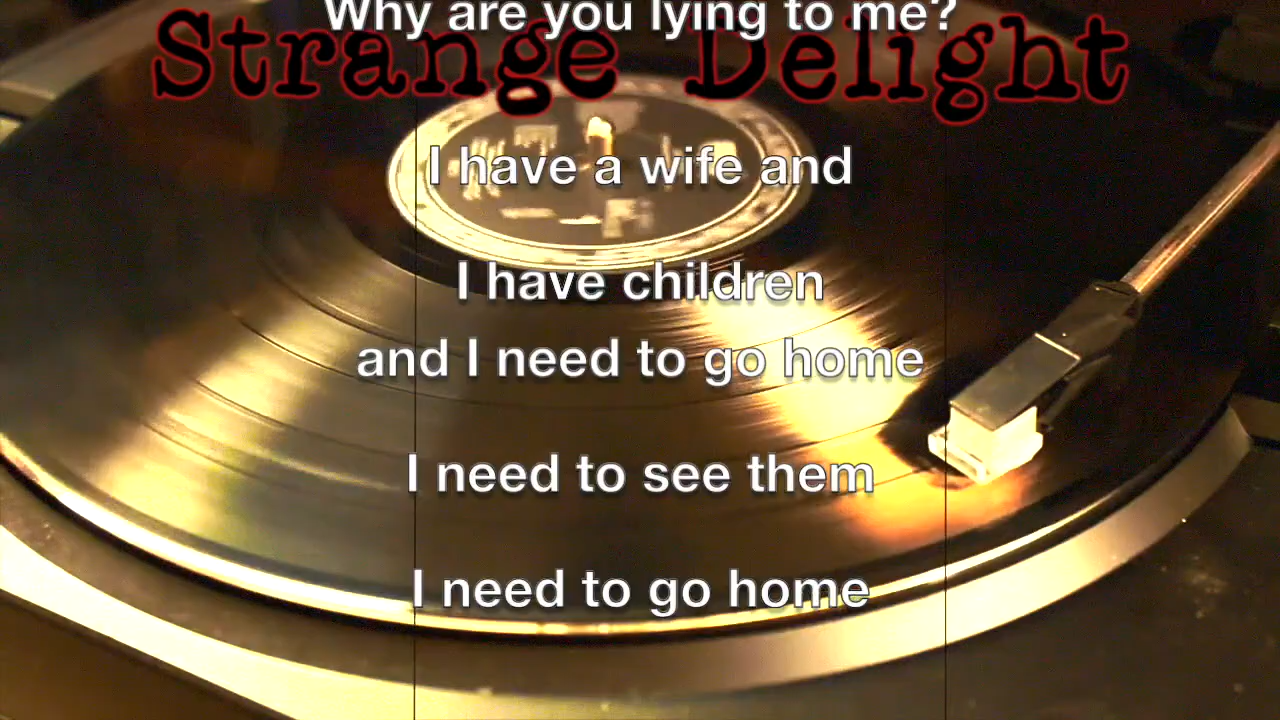 Why are you lying to me?
Strange Delight
I have a wife and
I have children
and I need to go home
I need to see them
I need to go home